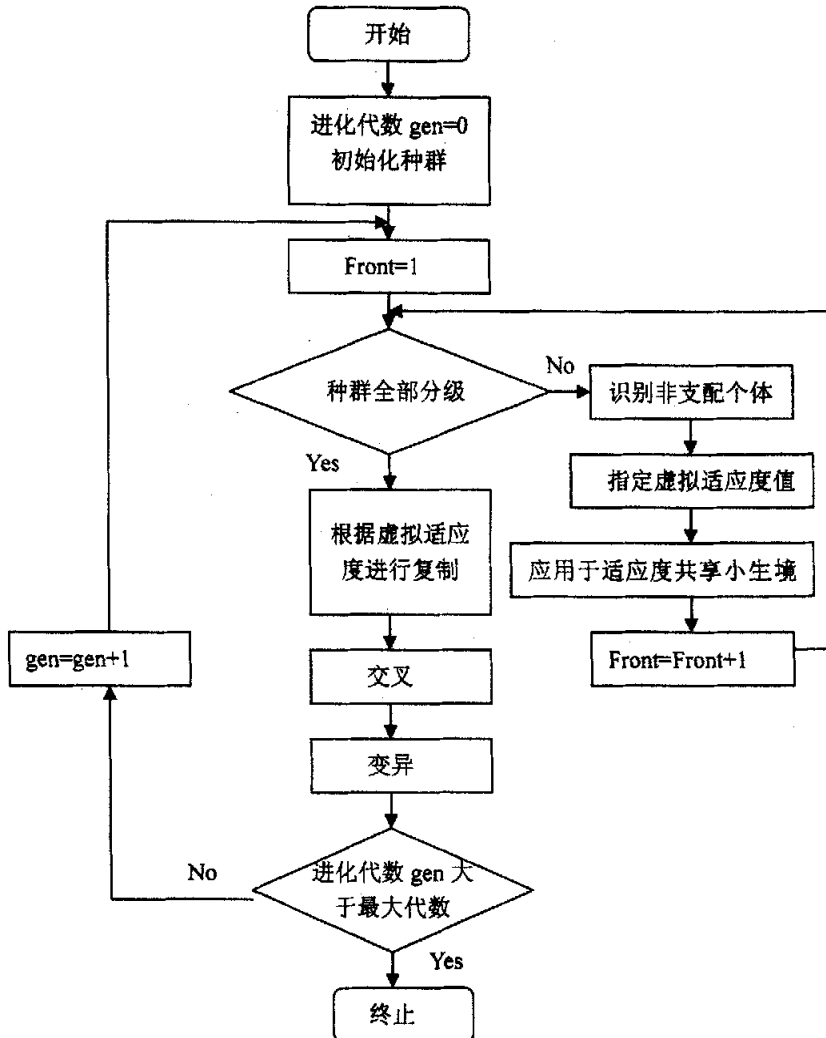 开始
进化代数 gen=0
初始化种群
Front=1
种群全部分级
No
识别非支配个体
Yes
指定虚拟适应度值
根据虚拟适应
度进行复制
应用于适应度共享小生境
gen=gen+1
Front=Front+1
交叉
变异
No
进化代数 gen 大
于最大代数
Yes
终止